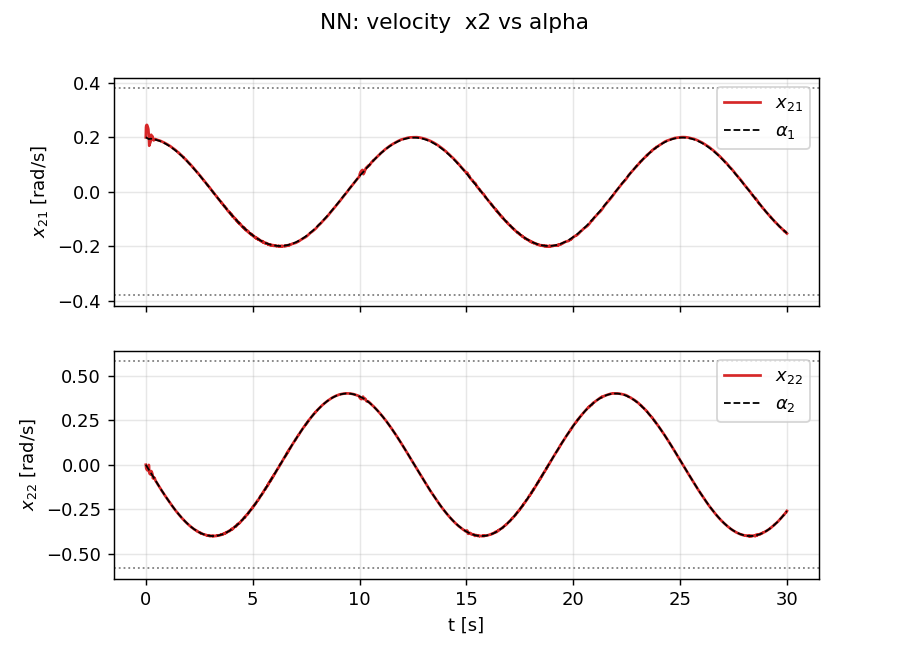 NN: velocity  x2 vs alpha
0.4
0.2
0.0
−0.2
−0.4
x₂₁ [rad/s]
x₂₁
α₁
0.50
0.25
0.00
−0.25
−0.50
x₂₂ [rad/s]
x₂₂
α₂
0 5 10 15 20 25 30
t [s]